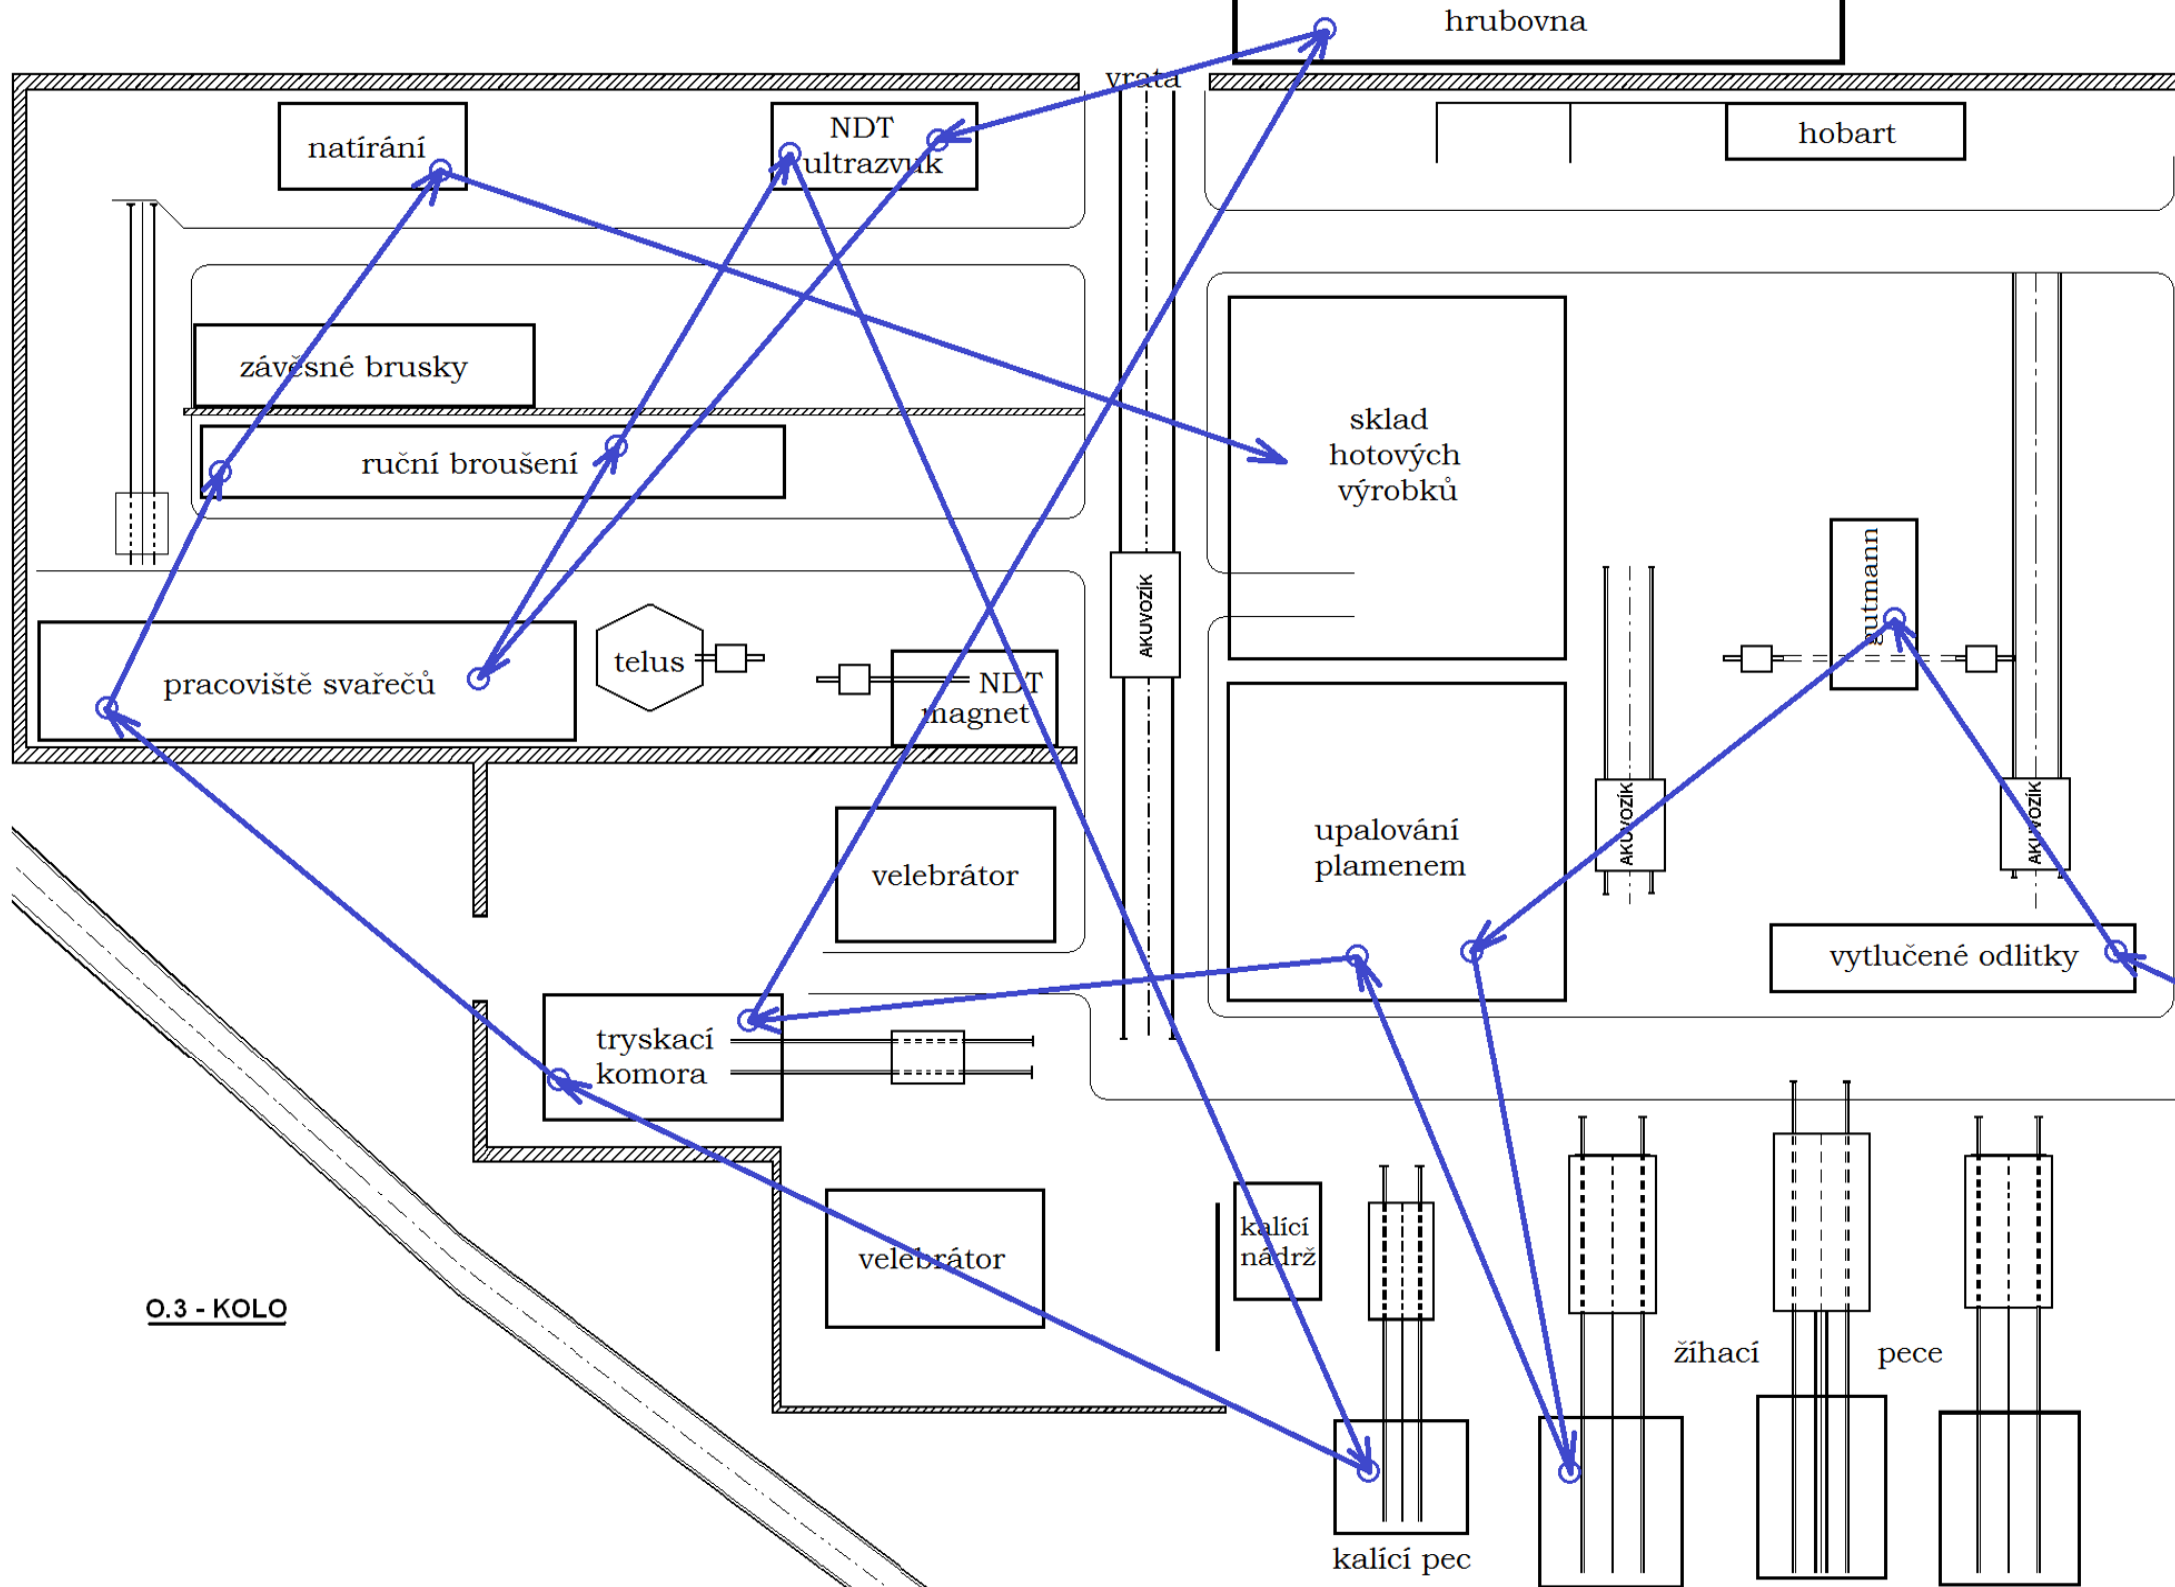 hrubovna
vrata
natírání
NDT
ultrazvuk
hobart
závěsné brusky
ruční broušení
sklad
hotových
výrobků
AKUVOZÍK
gutmann
pracoviště svařečů
telus
NDT
magnet
upalování
plamenem
AKUVOZÍK
AKUVOZÍK
velebrátor
vytlučené odlitky
tryskací
komora
kalící
nádrž
velebrátor
O.3 - KOLO
žíhací pece
kalící pec